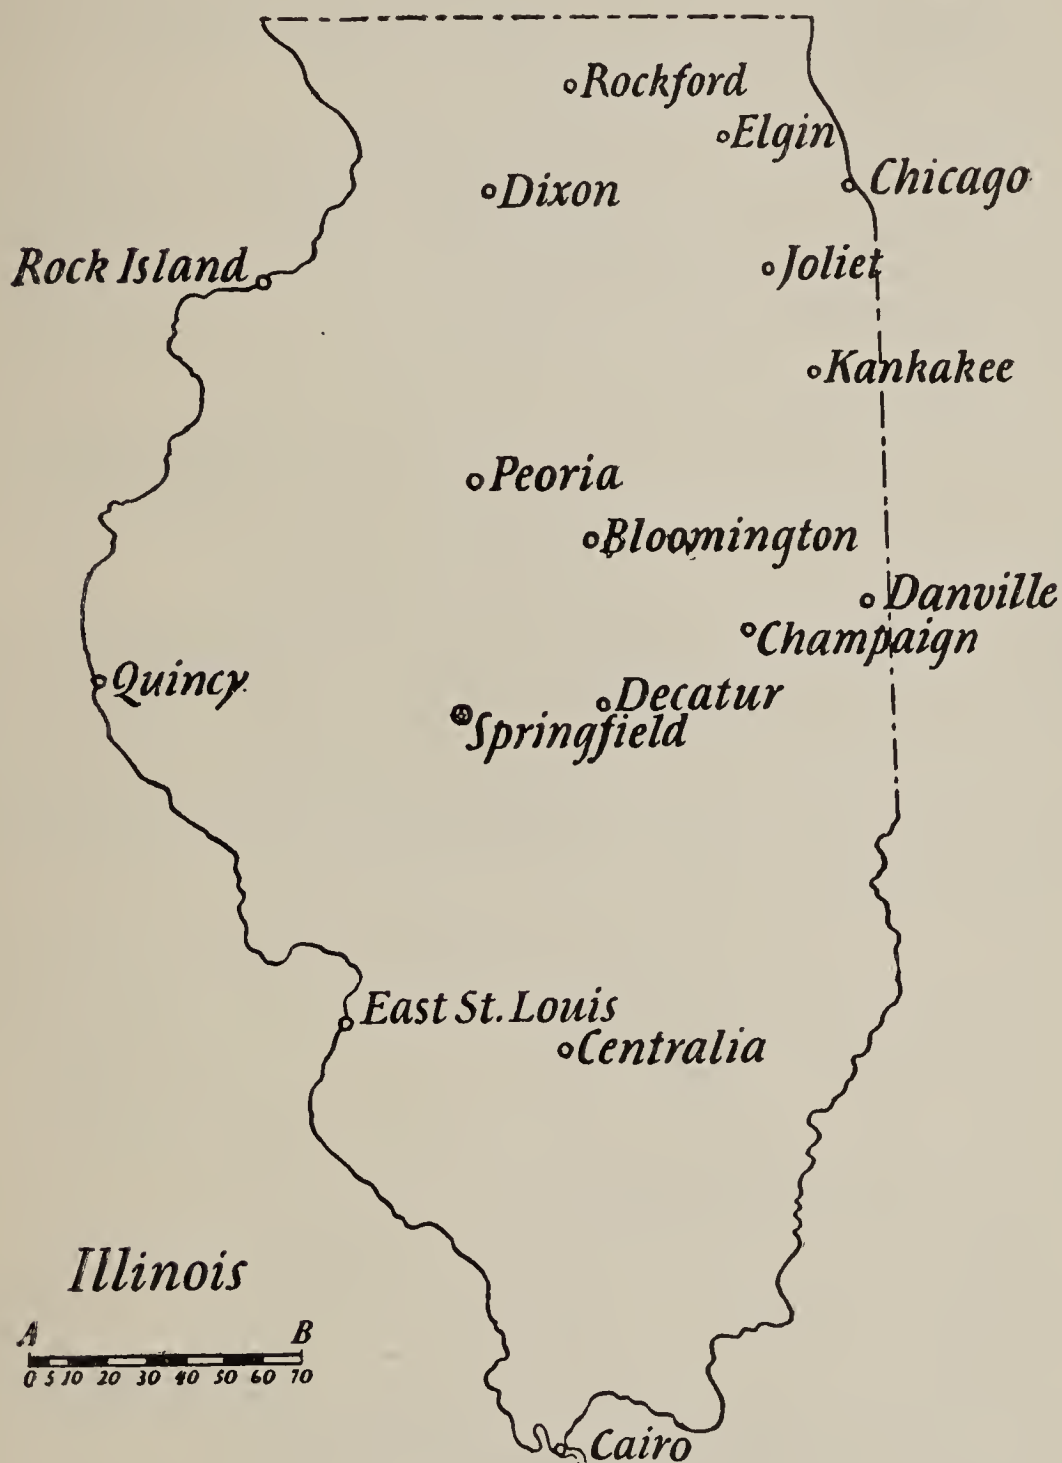 Rockford
Elgin
Chicago
Dixon
Rock Island
Joliet
Kankakee
Peoria
Bloomington
Danville
Champaign
Quincy
Decatur
Springfield
East St. Louis
Centralia
Illinois
A B
0 5 10 20 30 40 50 60 70
Cairo